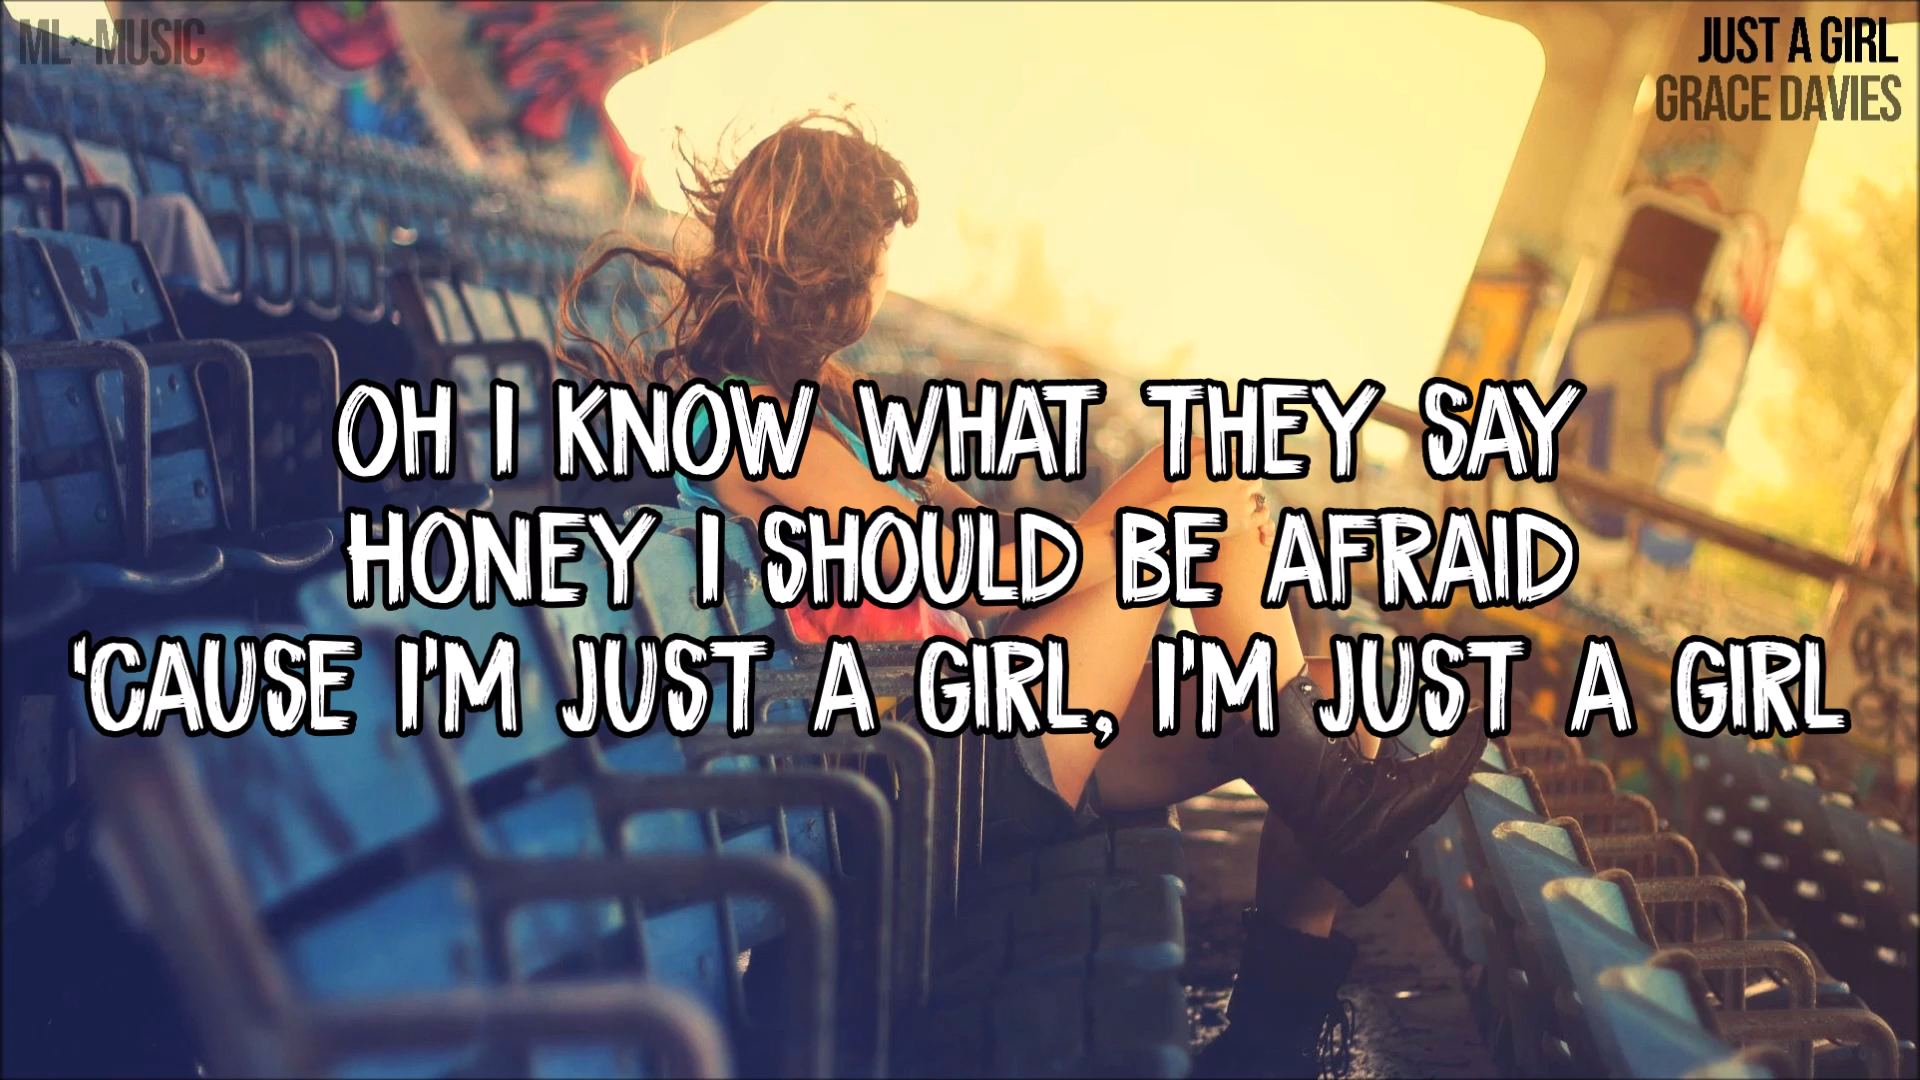 ML~MUSIC
JUST A GIRL
GRACE DAVIES
OH I KNOW WHAT THEY SAY
HONEY I SHOULD BE AFRAID
'CAUSE I'M JUST A GIRL, I'M JUST A GIRL